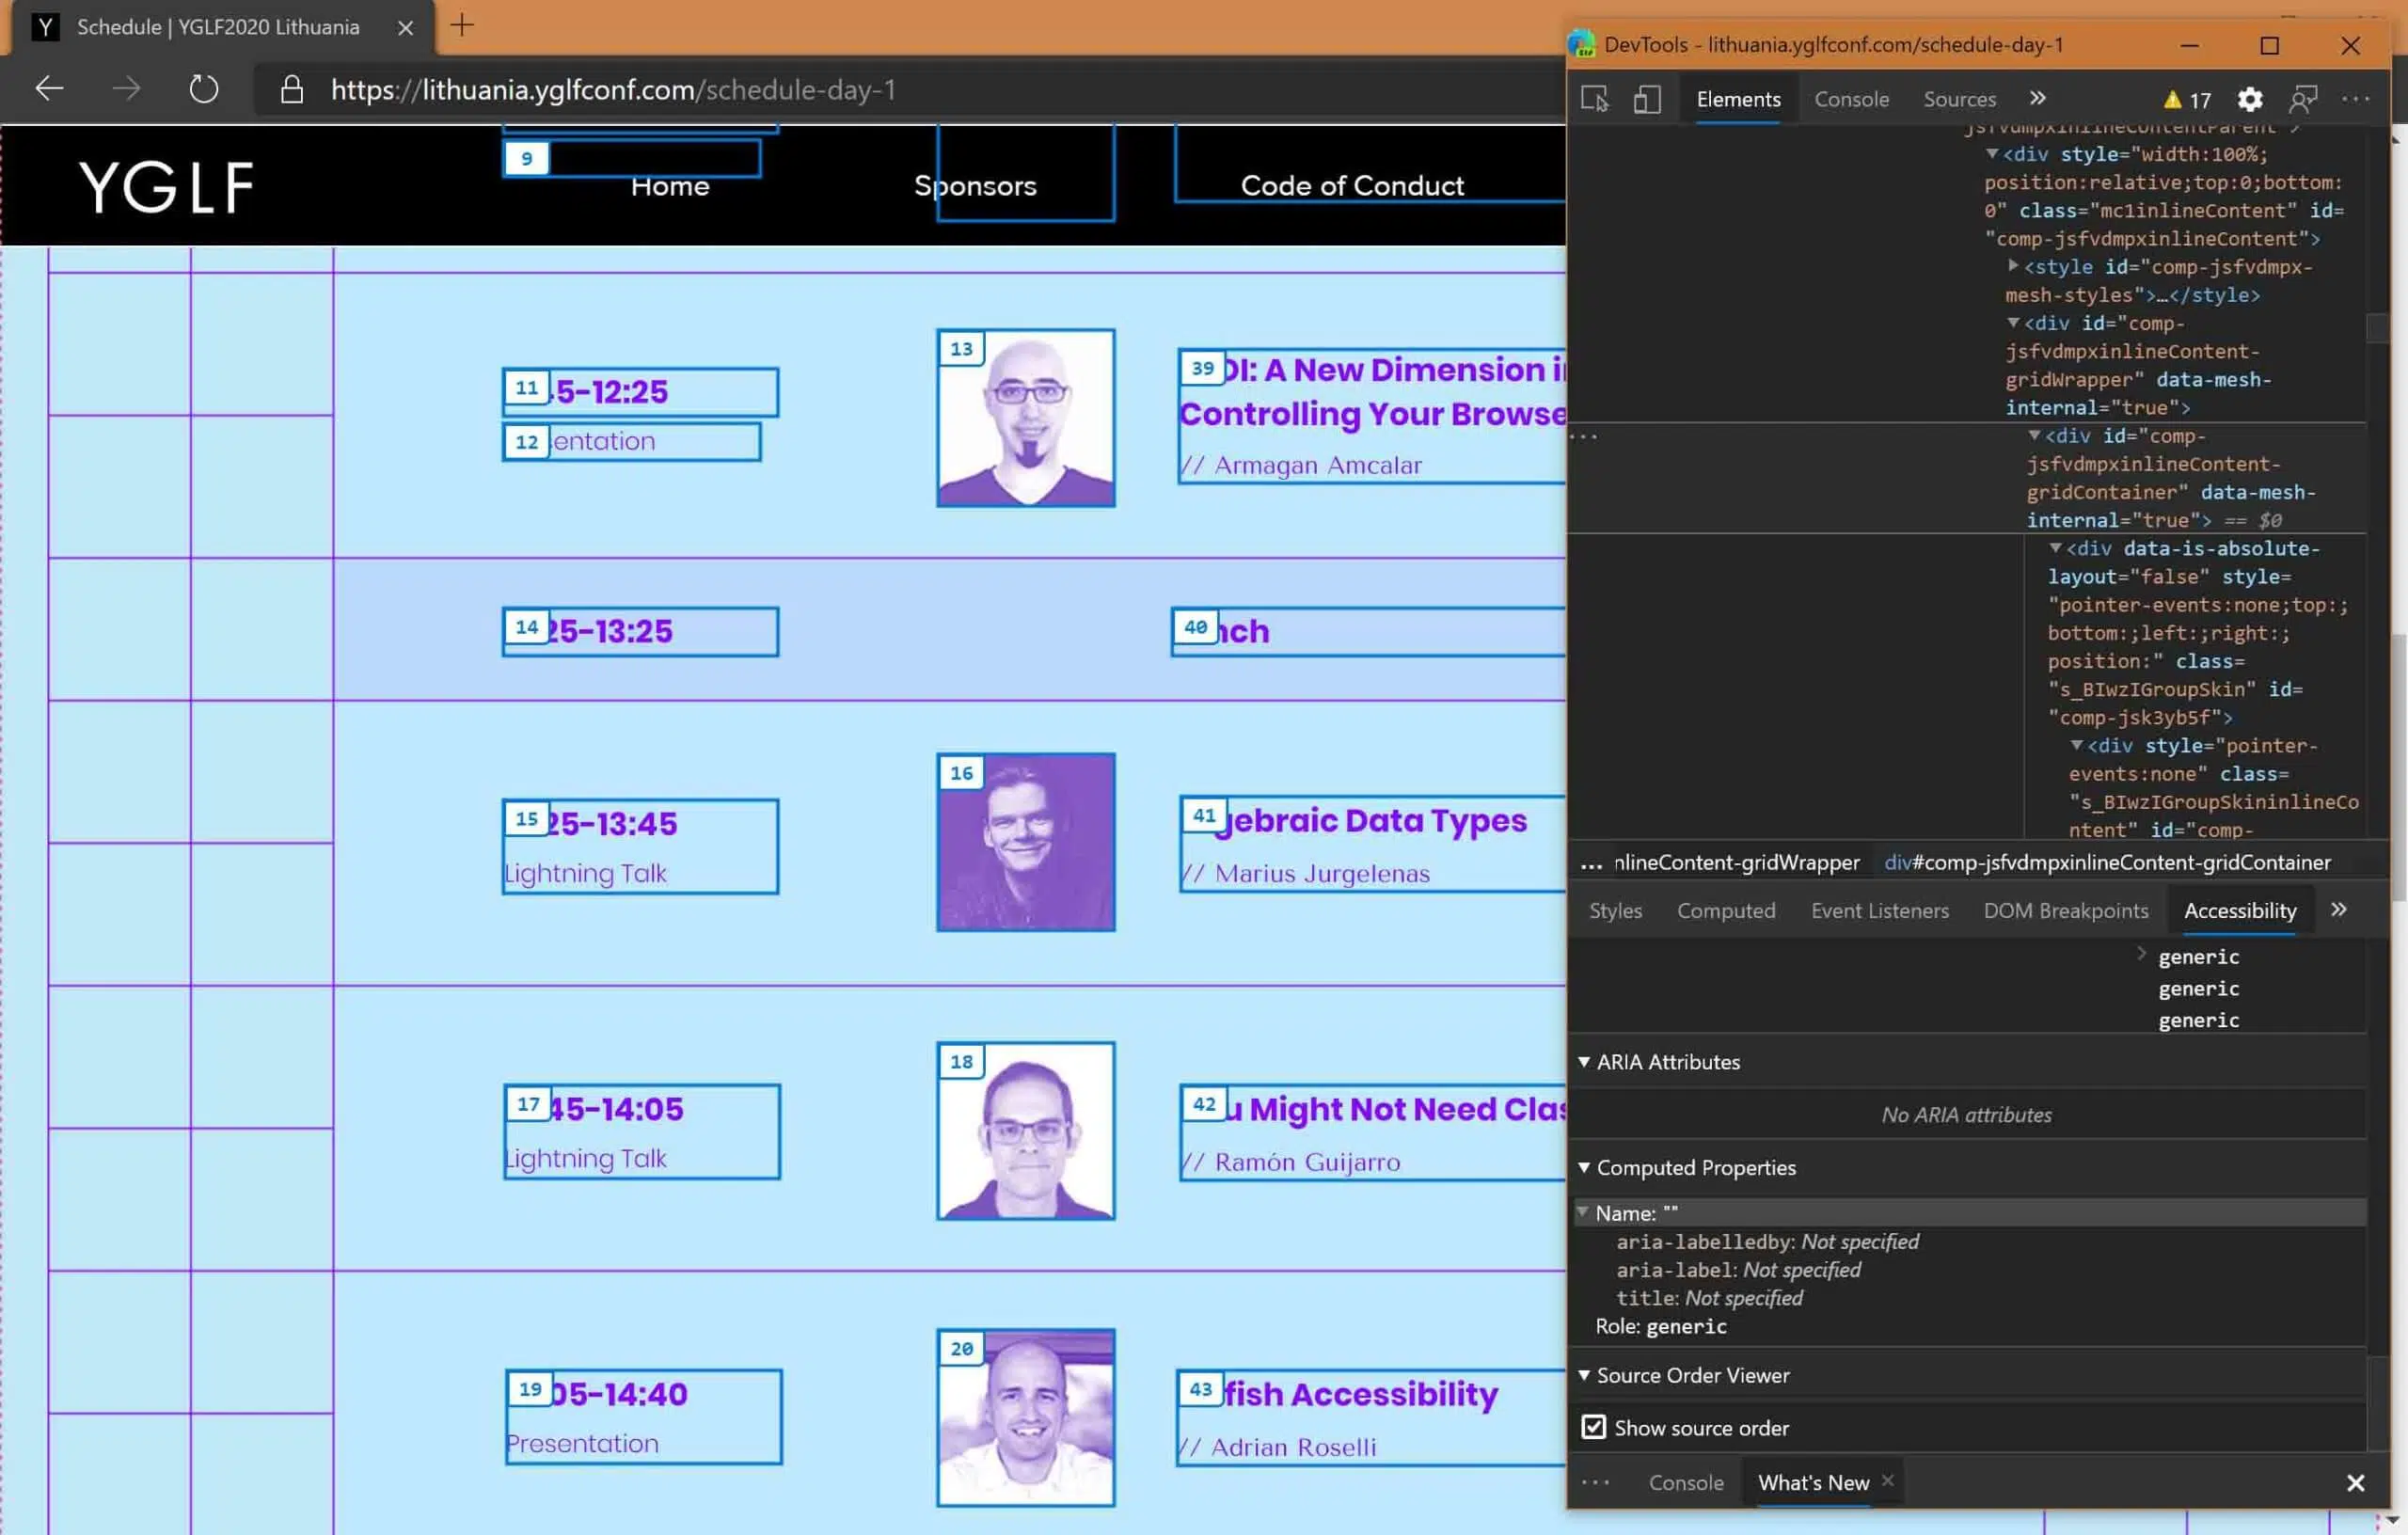 Y Schedule | YGLF2020 Lithuania
https://lithuania.yglfconf.com/schedule-day-1
9
YGLF
Home Sponsors Code of Conduct
11 5-12:25
12 entation
13
39 OI: A New Dimension i
Controlling Your Browse
// Armagan Amcalar
14 25-13:25
40 nch
15 25-13:45
Lightning Talk
16
41 gebraic Data Types
// Marius Jurgelenas
17 45-14:05
Lightning Talk
18
42 u Might Not Need Clas
// Ramón Guijarro
19 05-14:40
Presentation
20
43 fish Accessibility
// Adrian Roselli
DevTools - lithuania.yglfconf.com/schedule-day-1
Elements Console Sources 17
jsfvdmpxinlineContentParent">
<div style="width:100%;
position:relative;top:0;bottom:
0" class="mc1inlineContent" id=
"comp-jsfvdmpxinlineContent">
<style id="comp-jsfvdmpx-
mesh-styles">…</style>
<div id="comp-
jsfvdmpxinlineContent-
gridWrapper" data-mesh-
internal="true">
<div id="comp-
jsfvdmpxinlineContent-
gridContainer" data-mesh-
internal="true"> == $0
<div data-is-absolute-
layout="false" style=
"pointer-events:none;top:;
bottom:;left:;right:;
position:" class=
"s_BIwzIGroupSkin" id=
"comp-jsk3yb5f">
<div style="pointer-
events:none" class=
"s_BIwzIGroupSkininlineCo
ntent" id="comp-
... nlineContent-gridWrapper div#comp-jsfvdmpxinlineContent-gridContainer
Styles Computed Event Listeners DOM Breakpoints Accessibility
generic
generic
generic
ARIA Attributes
No ARIA attributes
Computed Properties
Name: ""
aria-labelledby: Not specified
aria-label: Not specified
title: Not specified
Role: generic
Source Order Viewer
Show source order
Console What's New